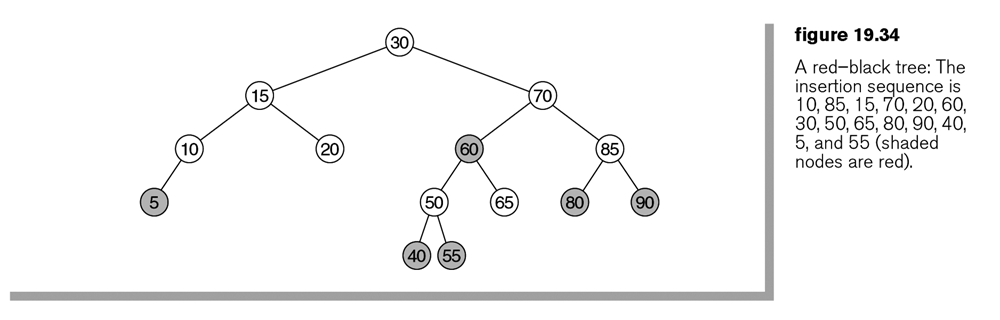 30
15 70
10 20 60 85
5 50 65 80 90
40 55
figure 19.34
A red–black tree: The
insertion sequence is
10, 85, 15, 70, 20, 60,
30, 50, 65, 80, 90, 40,
5, and 55 (shaded
nodes are red).